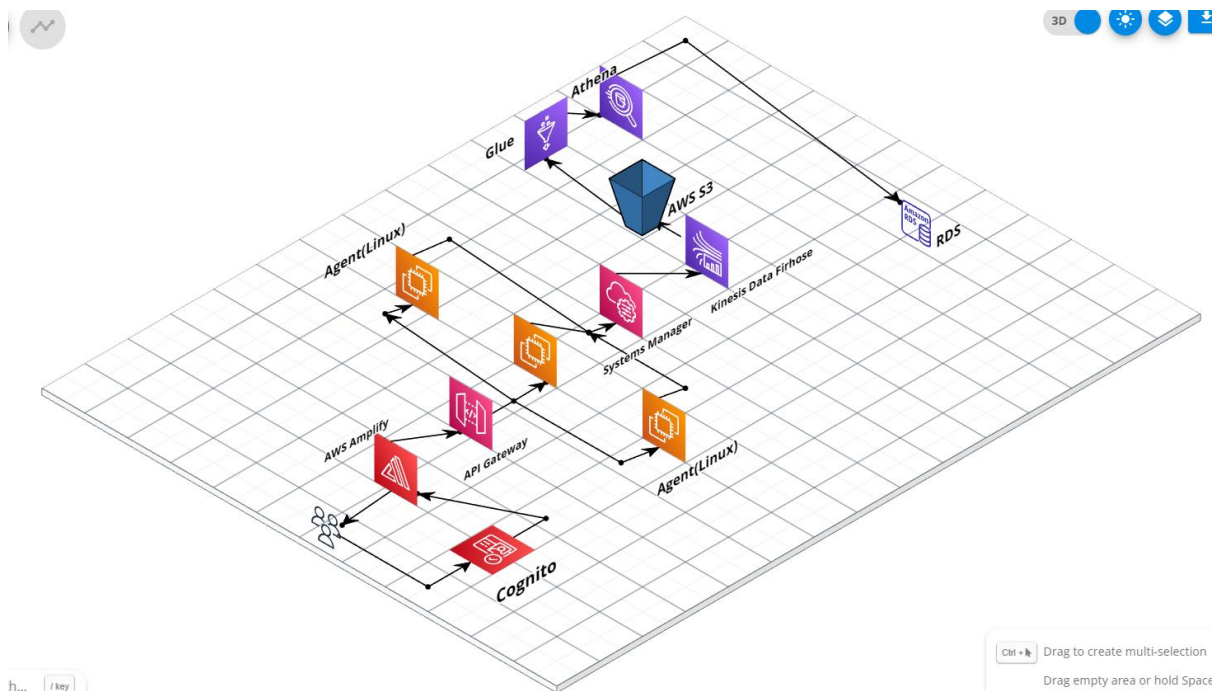 3D
Athena
Glue
AWS S3
Amazon
RDS
RDS
Agent(Linux)
Kinesis Data Firhose
Systems Manager
AWS Amplify
API Gateway
Agent(Linux)
Cognito
Ctrl + Drag to create multi-selection
Drag empty area or hold Space
h... / key